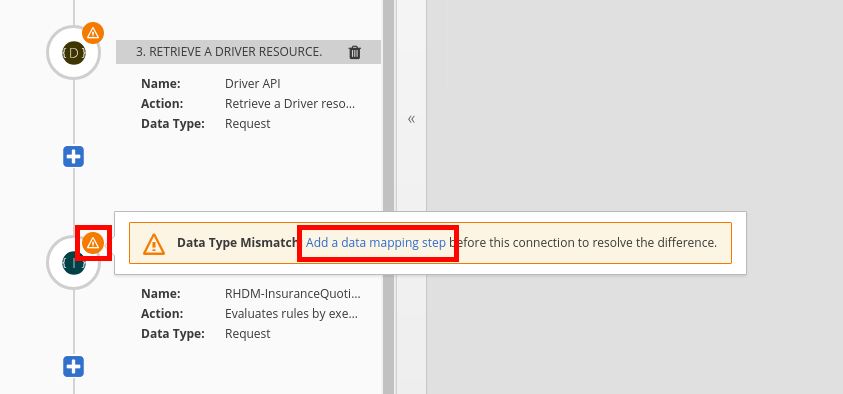 {D}
3. RETRIEVE A DRIVER RESOURCE.
Name: Driver API
Action: Retrieve a Driver reso...
Data Type: Request
«
Data Type Mismatch Add a data mapping step before this connection to resolve the difference.
{I}
Name: RHDM-InsuranceQuoti...
Action: Evaluates rules by exe...
Data Type: Request